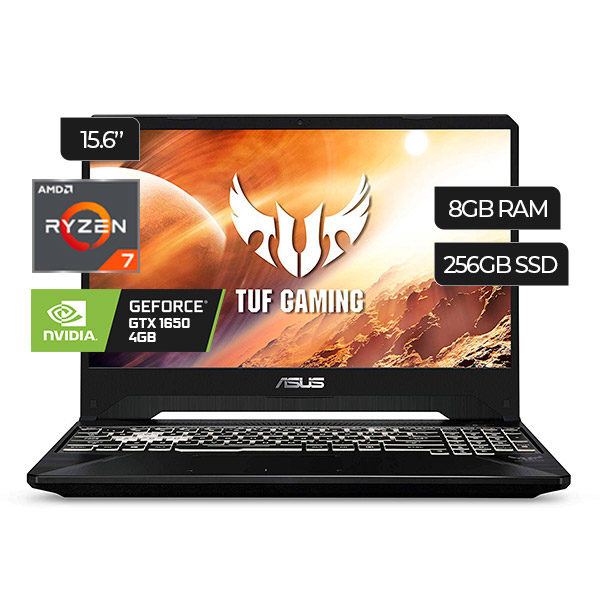 15.6”
AMD
RYZEN
7
NVIDIA.
GEFORCE®
GTX 1650
4GB
8GB RAM
256GB SSD
TUF GAMING
ASUS